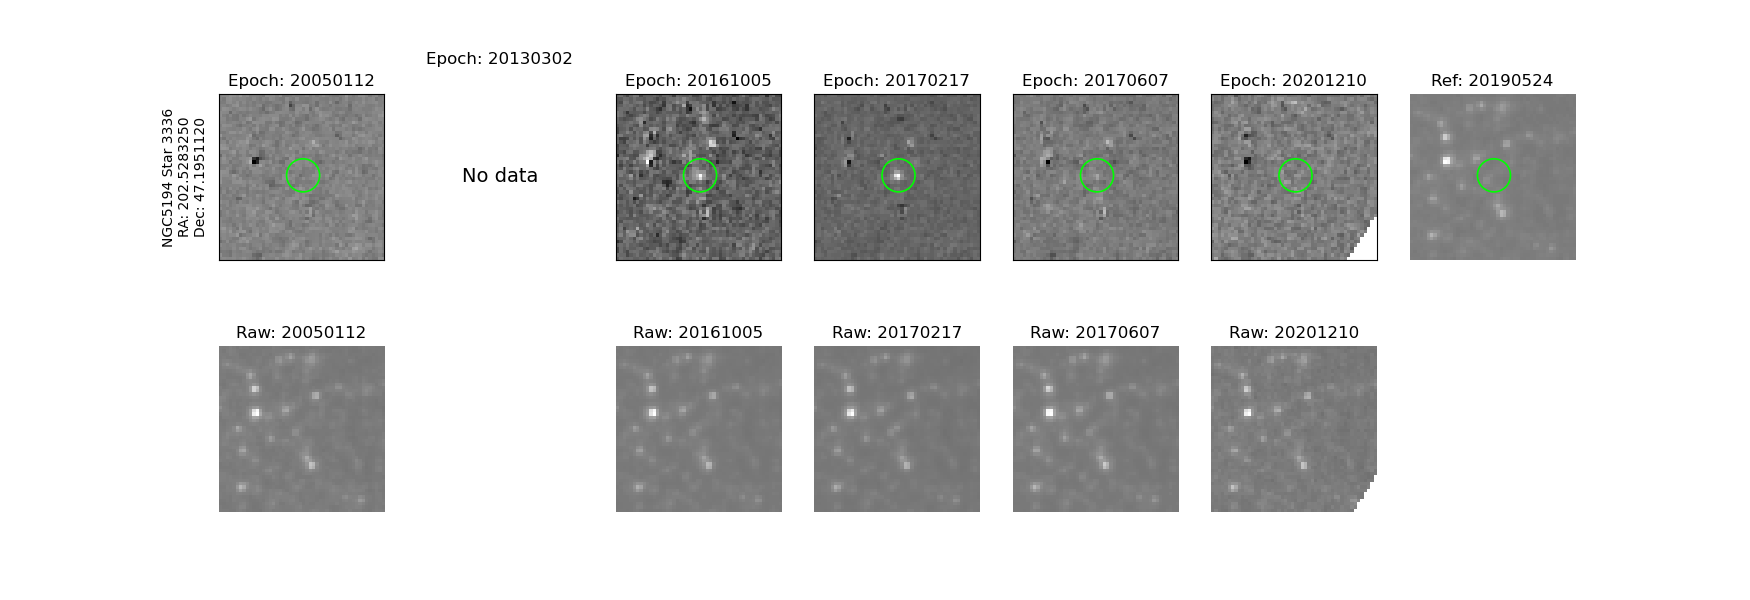 Epoch: 20130302
Epoch: 20050112
Epoch: 20161005
Epoch: 20170217
Epoch: 20170607
Epoch: 20201210
Ref: 20190524
NGC5194 Star 3336
RA: 202.5283250
Dec: 47.1951120
No data
Raw: 20050112
Raw: 20161005
Raw: 20170217
Raw: 20170607
Raw: 20201210